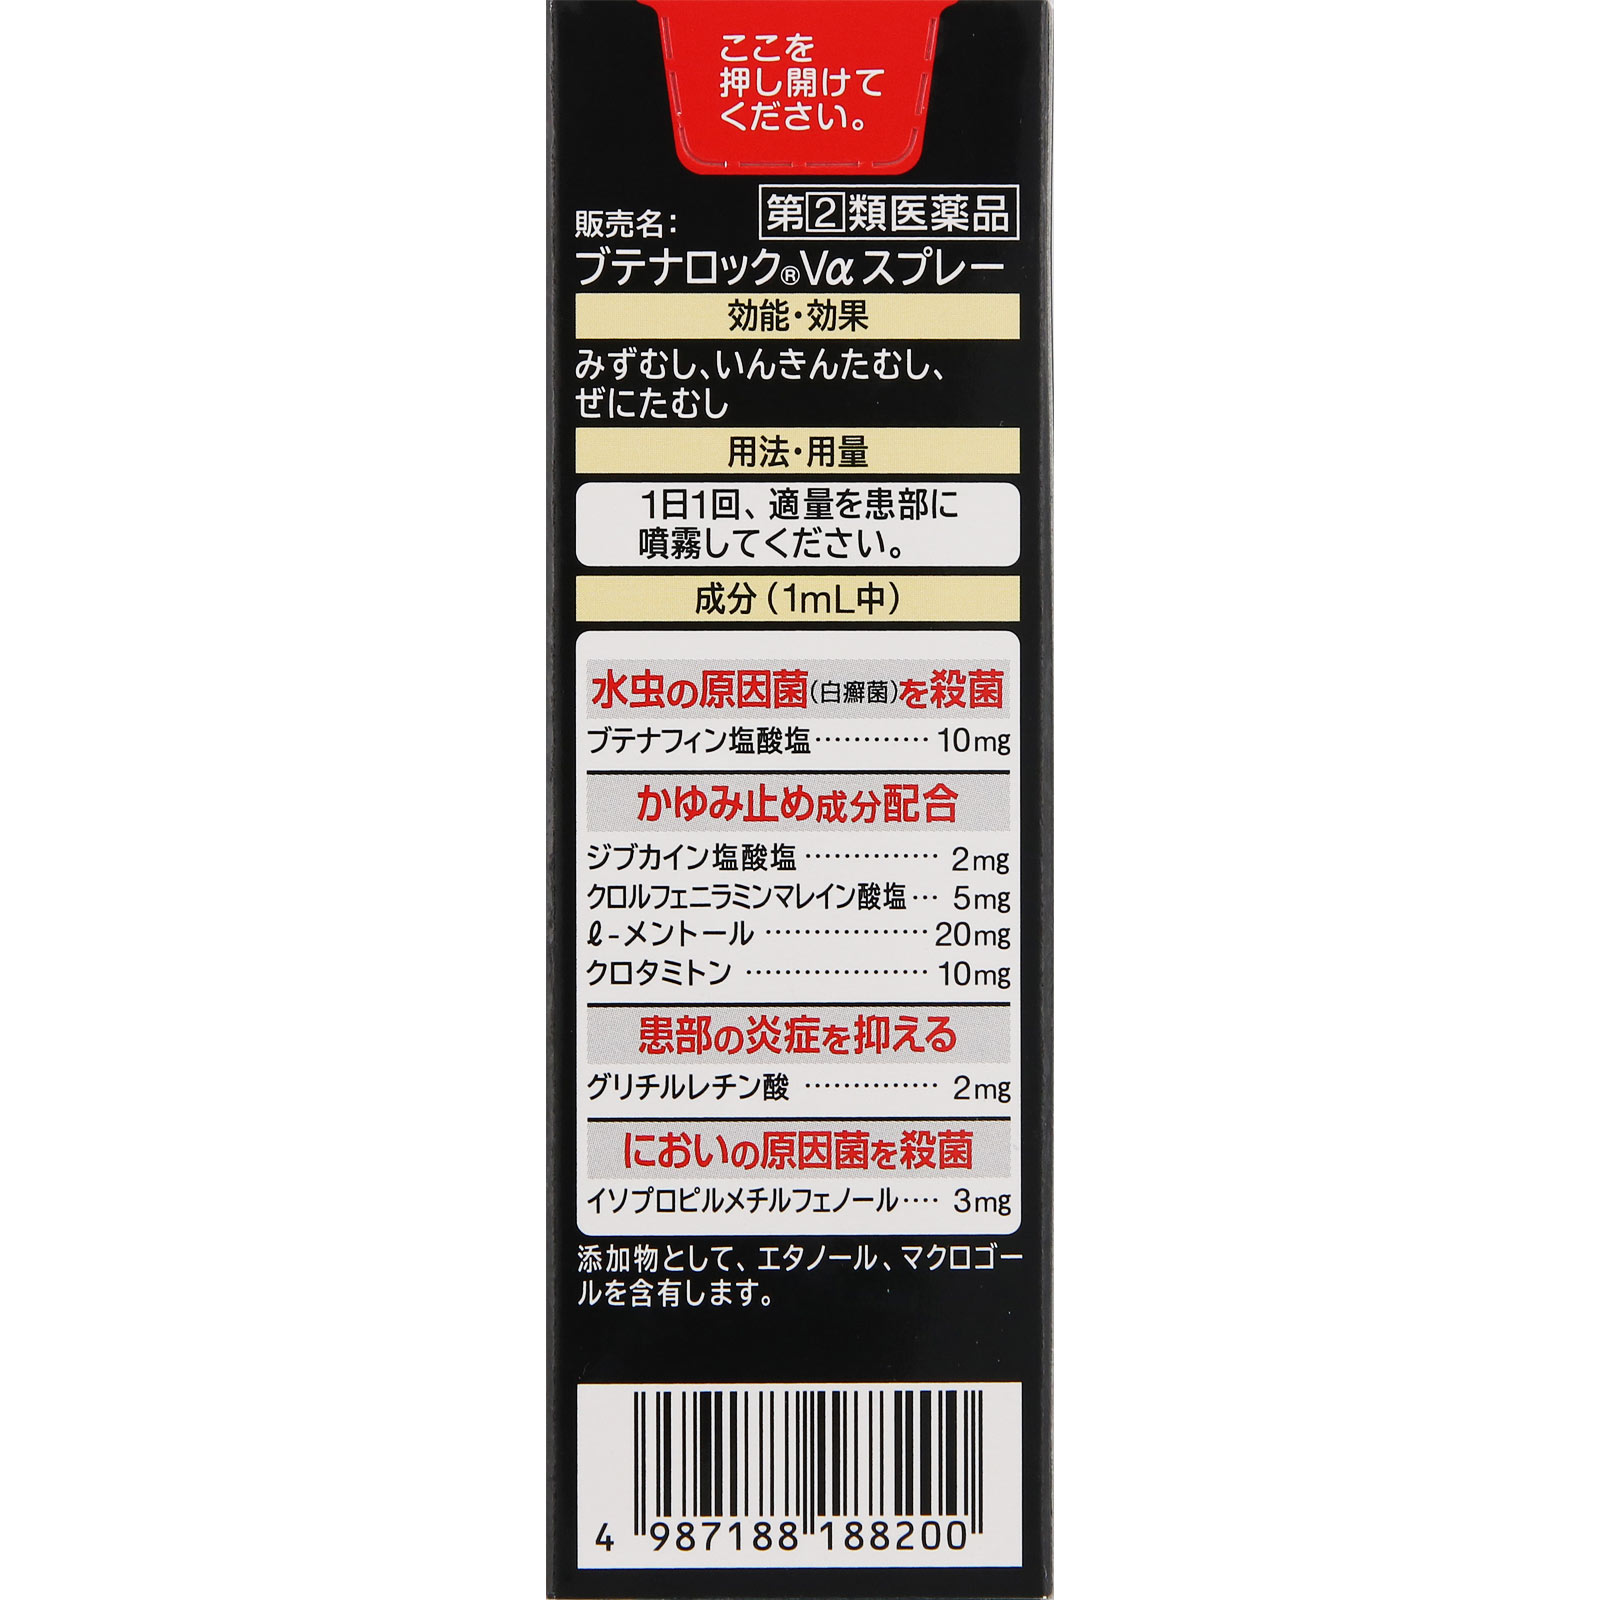 ここを
押し開けて
ください。
第②類医薬品
販売名：
ブテナロック®Vα スプレー
効能・効果
みずむし、いんきんたむし、
ぜにたむし
用法・用量
1日1回、適量を患部に
噴霧してください。
成分（1mL中）
水虫の原因菌（白癬菌）を殺菌
ブテナフィン塩酸塩…………10mg
かゆみ止め成分配合
ジブカイン塩酸塩…………… 2mg
クロルフェニラミンマレイン酸塩… 5mg
ℓ-メントール………………20mg
クロタミトン…………………10mg
患部の炎症を抑える
グリチルレチン酸…………… 2mg
においの原因菌を殺菌
イソプロピルメチルフェノール…… 3mg
添加物として、エタノール、マクロゴー
ルを含有します。
4 987188 188200